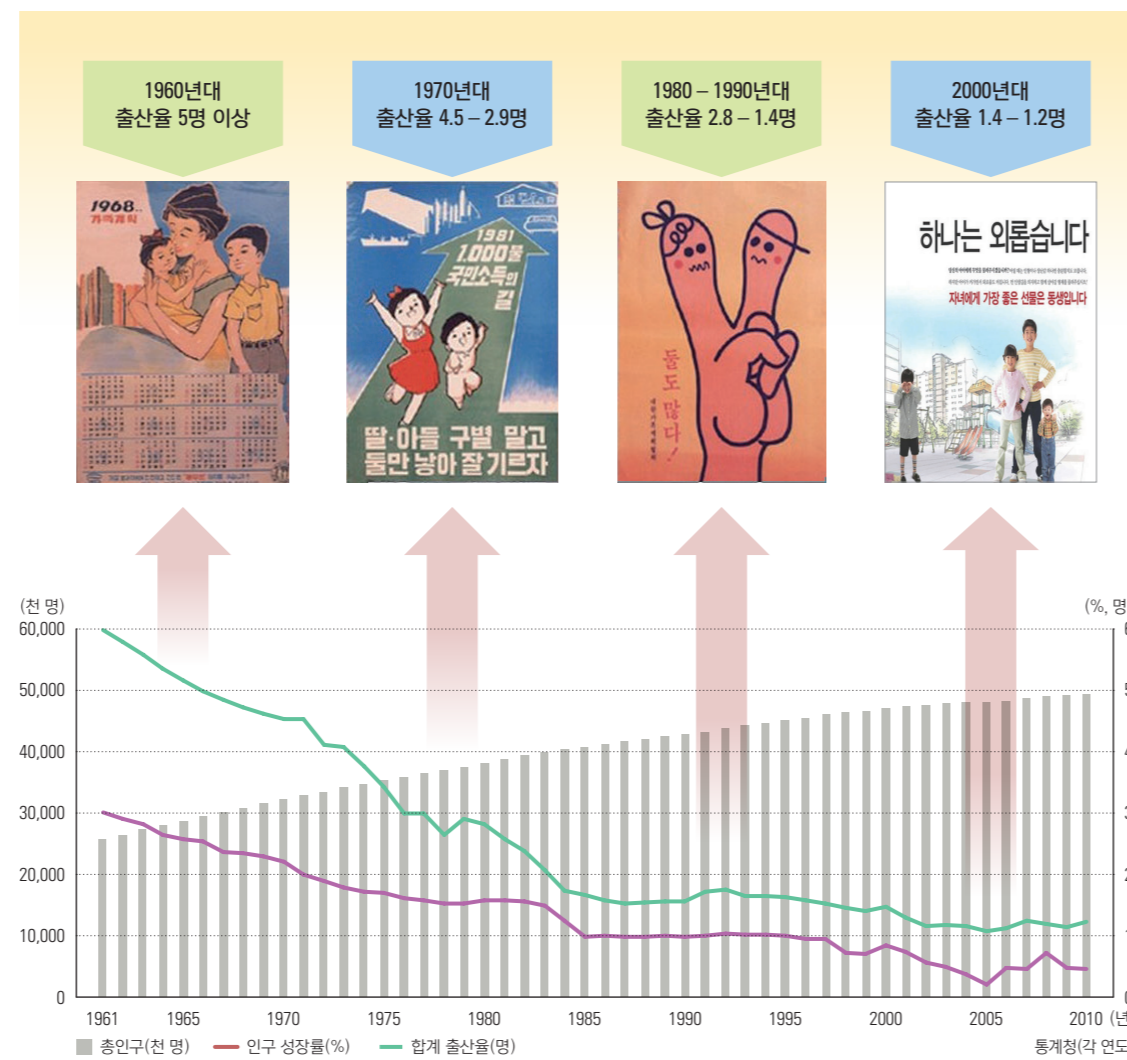 1960년대
출산율 5명 이상
1970년대
출산율 4.5 – 2.9명
1980 – 1990년대
출산율 2.8 – 1.4명
2000년대
출산율 1.4 – 1.2명
1968..
가족계획
1981
1,000불
국민소득의
길
딸·아들 구별 말고
둘만 낳아 잘 기르자
둘도 많다!
하나는 외롭습니다
자녀에게 가장 좋은 선물은 동생입니다
(천 명)
(%, 명
60,000
50,000
40,000
30,000
20,000
10,000
0
6
5
4
3
2
1
0
1961 1965 1970 1975 1980 1985 1990 1995 2000 2005 2010 (년
총인구(천 명) 인구 성장률(%) 합계 출산율(명)
통계청(각 연도